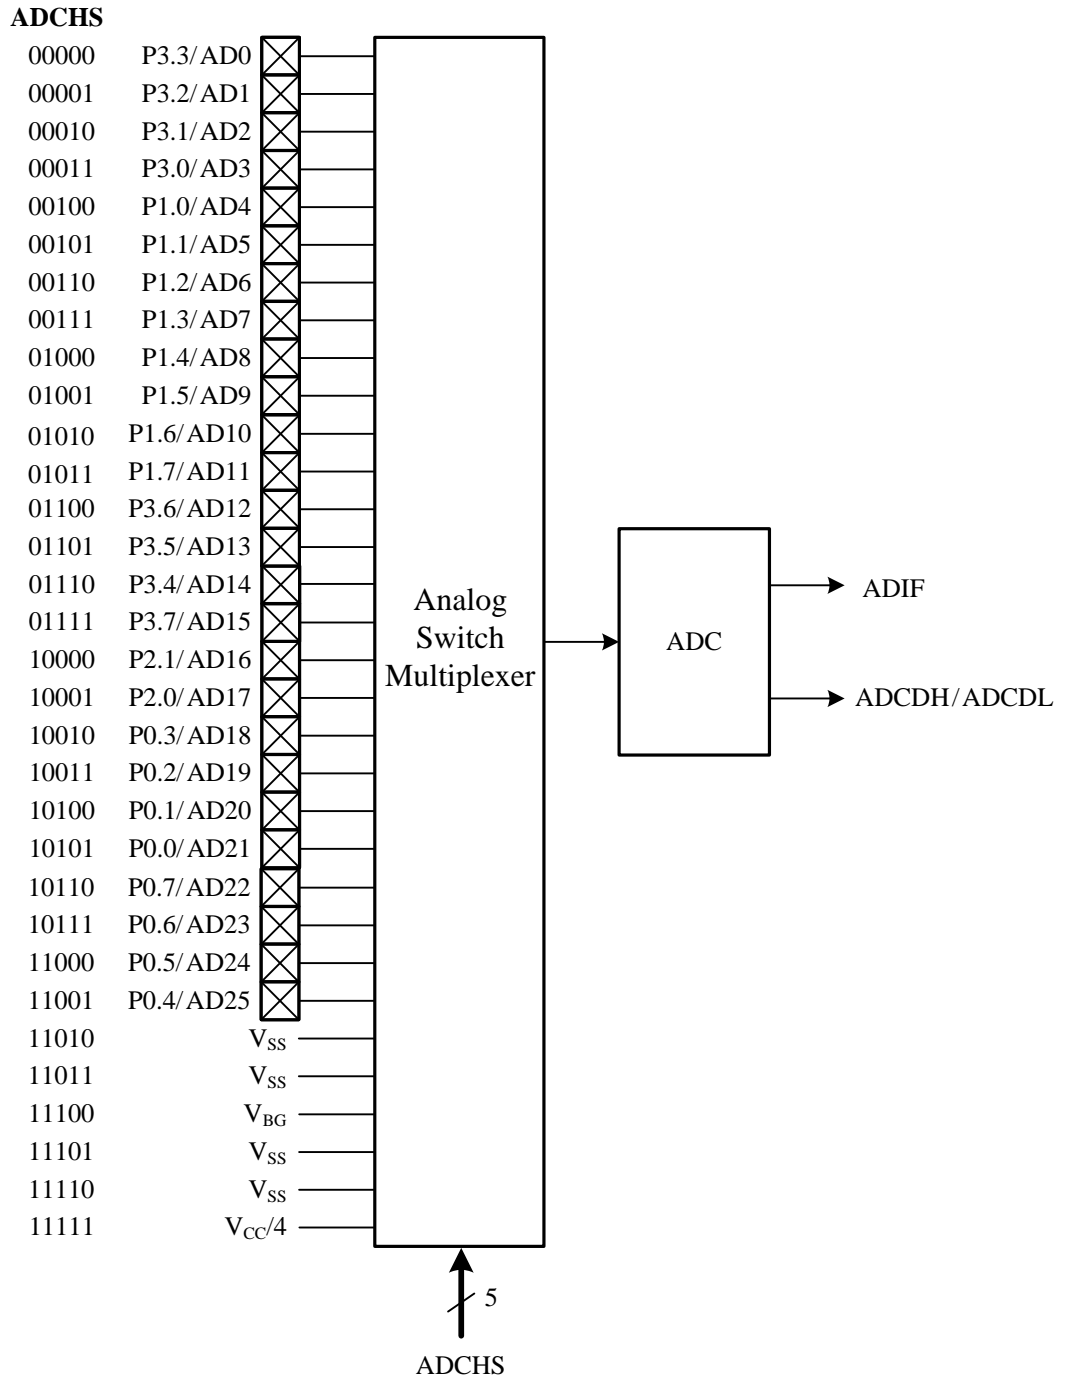 ADCHS
00000 P3.3/AD0
00001 P3.2/AD1
00010 P3.1/AD2
00011 P3.0/AD3
00100 P1.0/AD4
00101 P1.1/AD5
00110 P1.2/AD6
00111 P1.3/AD7
01000 P1.4/AD8
01001 P1.5/AD9
01010 P1.6/AD10
01011 P1.7/AD11
01100 P3.6/AD12
01101 P3.5/AD13
01110 P3.4/AD14
01111 P3.7/AD15
10000 P2.1/AD16
10001 P2.0/AD17
10010 P0.3/AD18
10011 P0.2/AD19
10100 P0.1/AD20
10101 P0.0/AD21
10110 P0.7/AD22
10111 P0.6/AD23
11000 P0.5/AD24
11001 P0.4/AD25
11010 VSS
11011 VSS
11100 VBG
11101 VSS
11110 VSS
11111 VCC/4
Analog
Switch
Multiplexer
ADC
ADIF
ADCDH/ADCDL
5
ADCHS